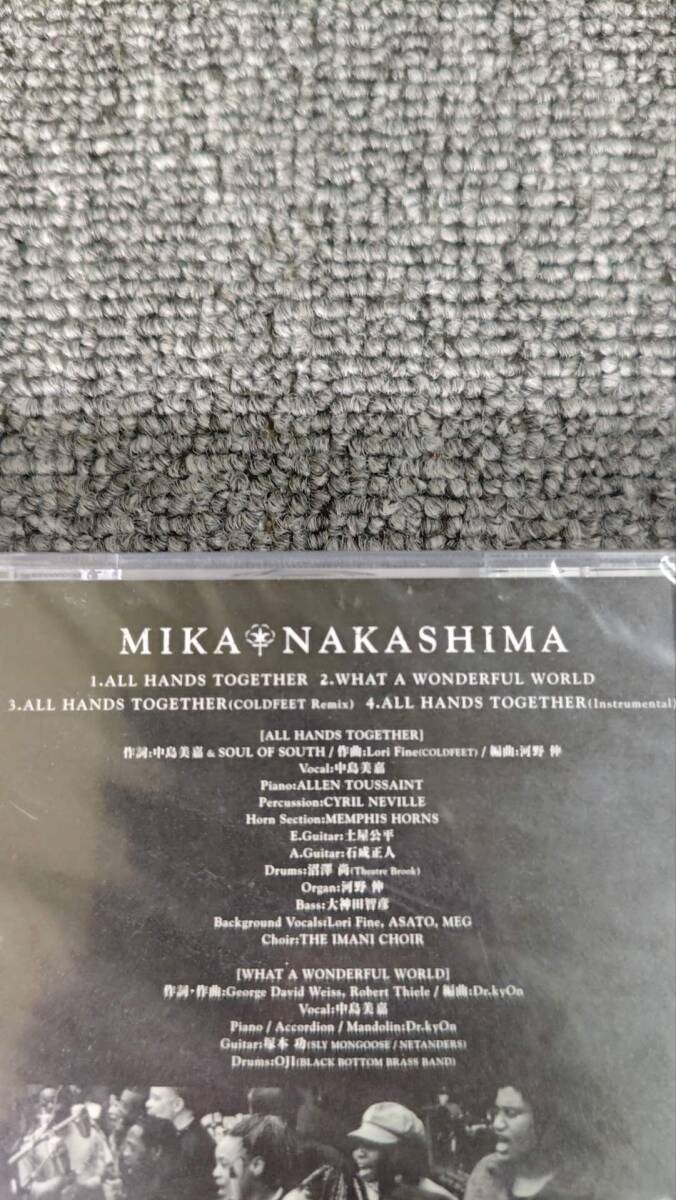 MIKA NAKASHIMA
1.ALL HANDS TOGETHER 2.WHAT A WONDERFUL WORLD
3.ALL HANDS TOGETHER(COLDFEET Remix) 4.ALL HANDS TOGETHER(Instrumental)
[ALL HANDS TOGETHER]
作詞:中島美嘉 & SOUL OF SOUTH / 作曲:Lori Fine(COLDFEET) / 編曲:河野 伸
Vocal:中島美嘉
Piano:ALLEN TOUSSAINT
Percussion:CYRIL NEVILLE
Horn Section:MEMPHIS HORNS
E.Guitar:土屋公平
A.Guitar:石成正人
Drums:沼澤 尚(Theatre Brook)
Organ:河野 伸
Bass:大神田智彦
Background Vocals:Lori Fine, ASATO, MEG
Choir:THE IMANI CHOIR
[WHAT A WONDERFUL WORLD]
作詞・作曲:George David Weiss, Robert Thiele / 編曲:Dr.kyOn
Vocal:中島美嘉
Piano / Accordion / Mandolin:Dr.kyOn
Guitar:塚本 功(SLY MONGOOSE / NETANDERS)
Drums:OJI(BLACK BOTTOM BRASS BAND)